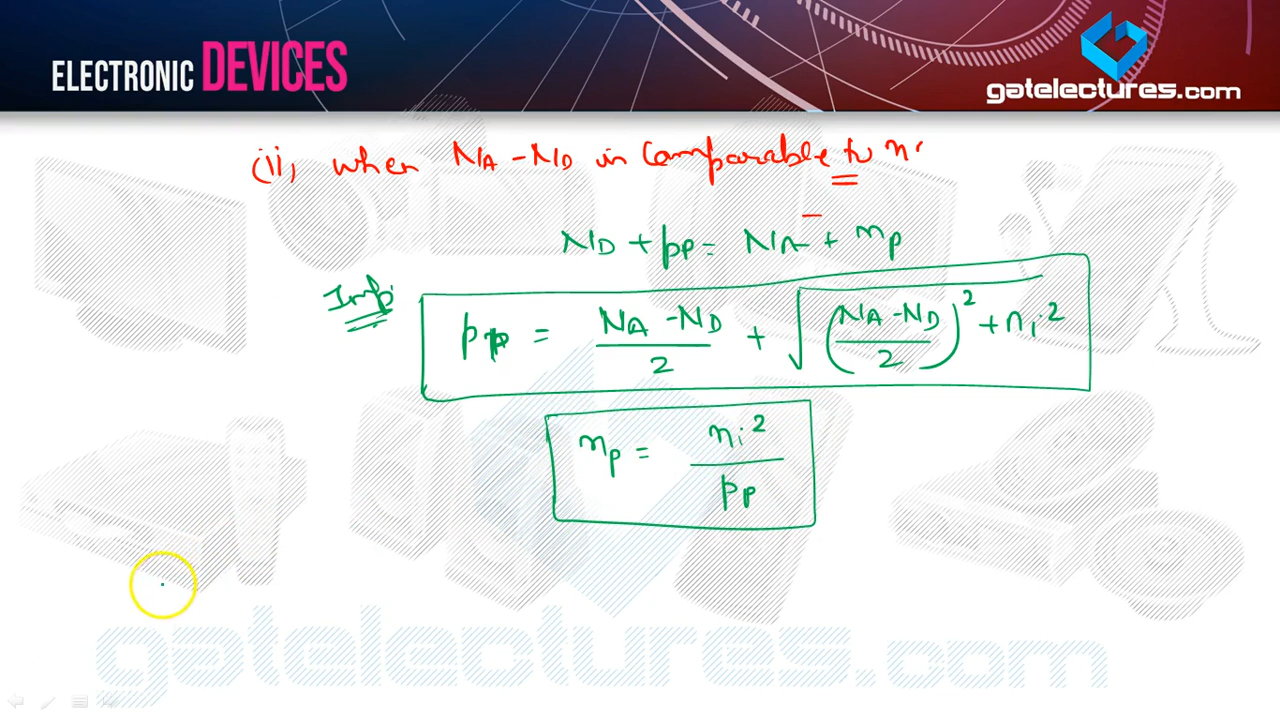 ELECTRONIC DEVICES
gatelectures.com
(ii) when NA - ND is comparable to ni
ND + pp = NA + np
Imp
pp = NA - ND / 2 + √((NA - ND / 2)² + ni²)
np = ni² / pp
gatelectures.com